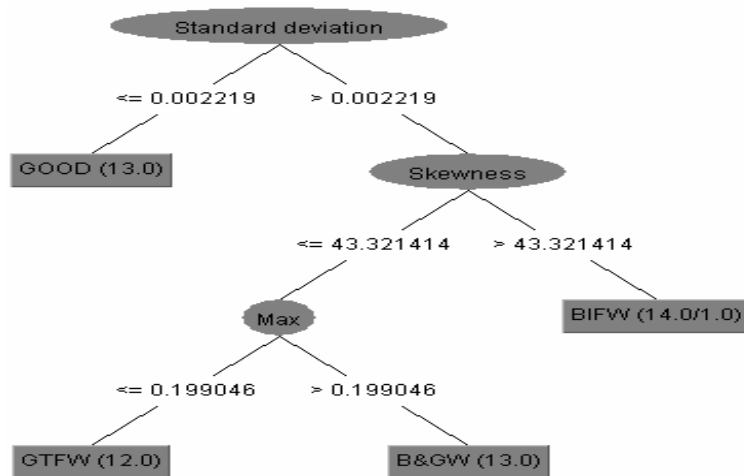 Standard deviation
<= 0.002219
> 0.002219
GOOD (13.0)
Skewness
<= 43.321414
> 43.321414
Max
BIFW (14.0/1.0)
<= 0.199046
> 0.199046
GTFW (12.0)
B&GW (13.0)